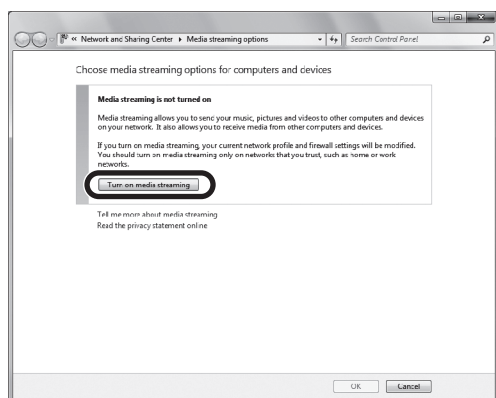 « Network and Sharing Center ▸ Media streaming options
Search Control Panel
Choose media streaming options for computers and devices
Media streaming is not turned on
Media streaming allows you to send your music, pictures and videos to other computers and devices
on your network. It also allows you to receive media from other computers and devices.
If you turn on media streaming, your current network profile and firewall settings will be modified.
You should turn on media streaming only on networks that you trust, such as home or work
networks.
Turn on media streaming
Tell me more about media streaming
Read the privacy statement online
OK
Cancel